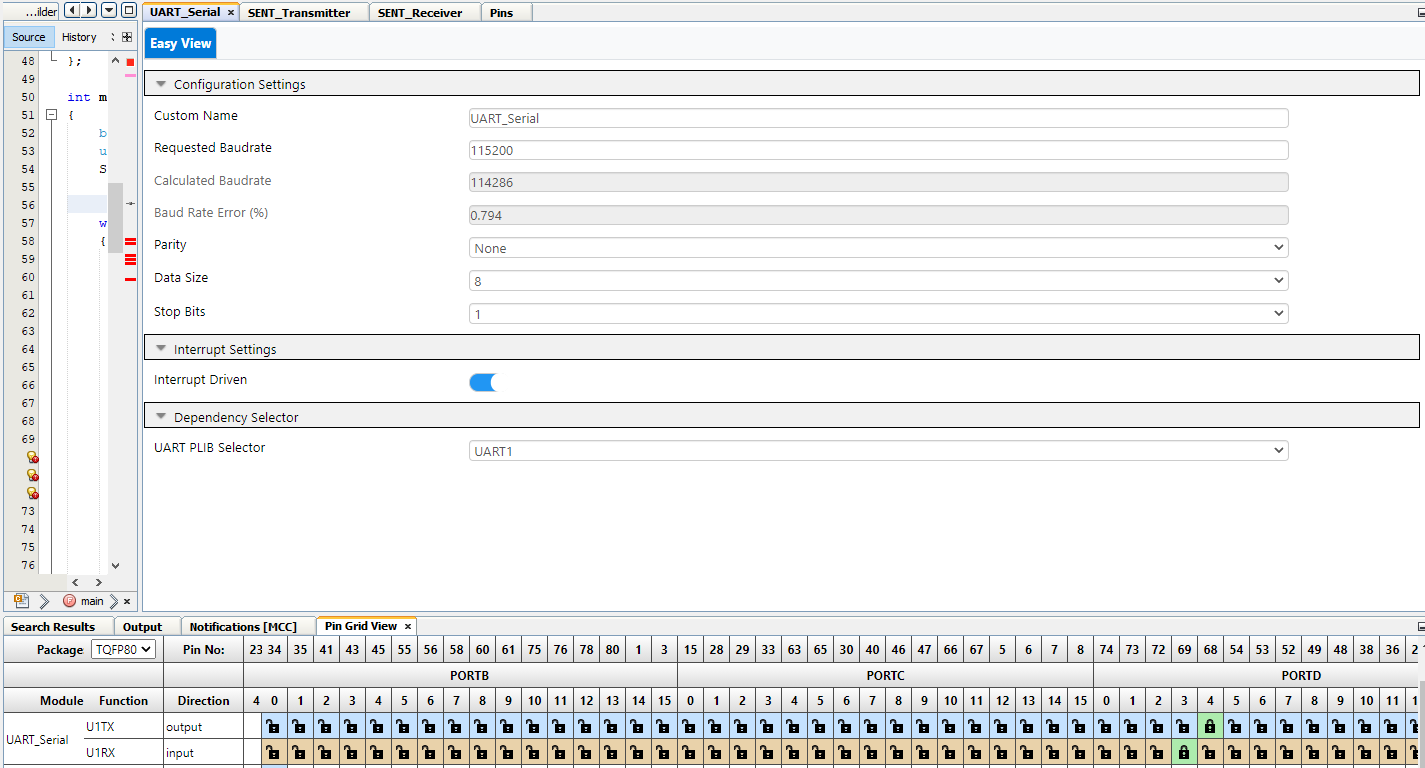 ...ilder
UART_Serial × SENT_Transmitter SENT_Receiver Pins
Source History
Easy View
48 };
49
50 int m
51 {
52 b
53 u
54 S
55
56
57 w
58 {
59
60
61
62
63
64
65
66
67
68
69
73
74
75
76
main ×
Configuration Settings
Custom Name UART_Serial
Requested Baudrate 115200
Calculated Baudrate 114286
Baud Rate Error (%) 0.794
Parity None
Data Size 8
Stop Bits 1
Interrupt Settings
Interrupt Driven
Dependency Selector
UART PLIB Selector UART1
Search Results Output Notifications [MCC] Pin Grid View ×
Package TQFP80 Pin No: 23 34 35 41 43 45 55 56 58 60 61 75 76 78 80 1 3 15 28 29 33 63 65 30 40 46 47 66 67 5 6 7 8 74 73 72 69 68 54 53 52 49 48 38 36
PORTB PORTC PORTD
Module Function Direction 4 0 1 2 3 4 5 6 7 8 9 10 11 12 13 14 15 0 1 2 3 4 5 6 7 8 9 10 11 12 13 14 15 0 1 2 3 4 5 6 7 8 9 10 11
UART_Serial
U1TX output
U1RX input